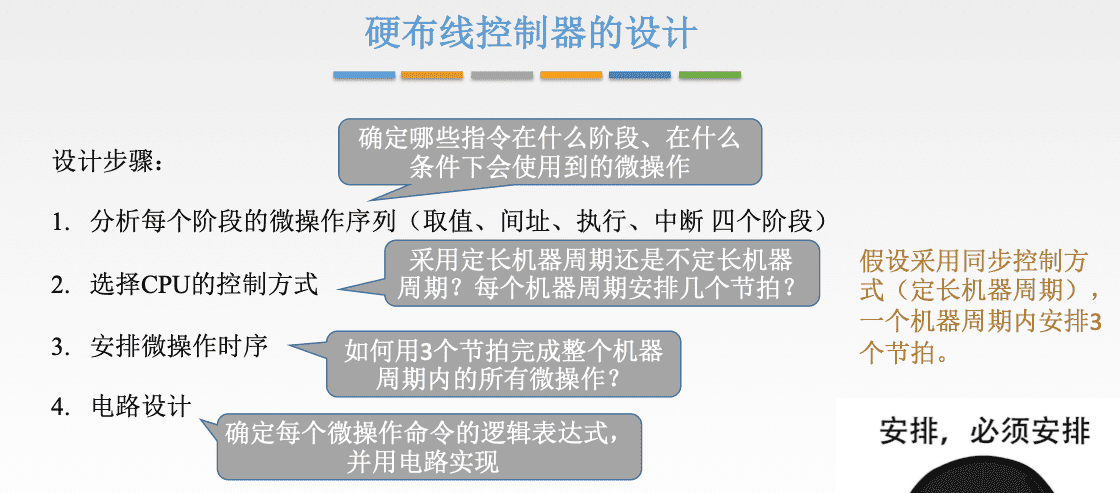 硬布线控制器的设计
确定哪些指令在什么阶段、在什么
条件下会使用到的微操作
设计步骤：
1. 分析每个阶段的微操作序列（取值、间址、执行、中断 四个阶段）
采用定长机器周期还是不定长机器
周期？每个机器周期安排几个节拍？
2. 选择CPU的控制方式
假设采用同步控制方
式（定长机器周期），
一个机器周期内安排3
个节拍。
3. 安排微操作时序
如何用3个节拍完成整个机器
周期内的所有微操作？
4. 电路设计
确定每个微操作命令的逻辑表达式，
并用电路实现
安排，必须安排